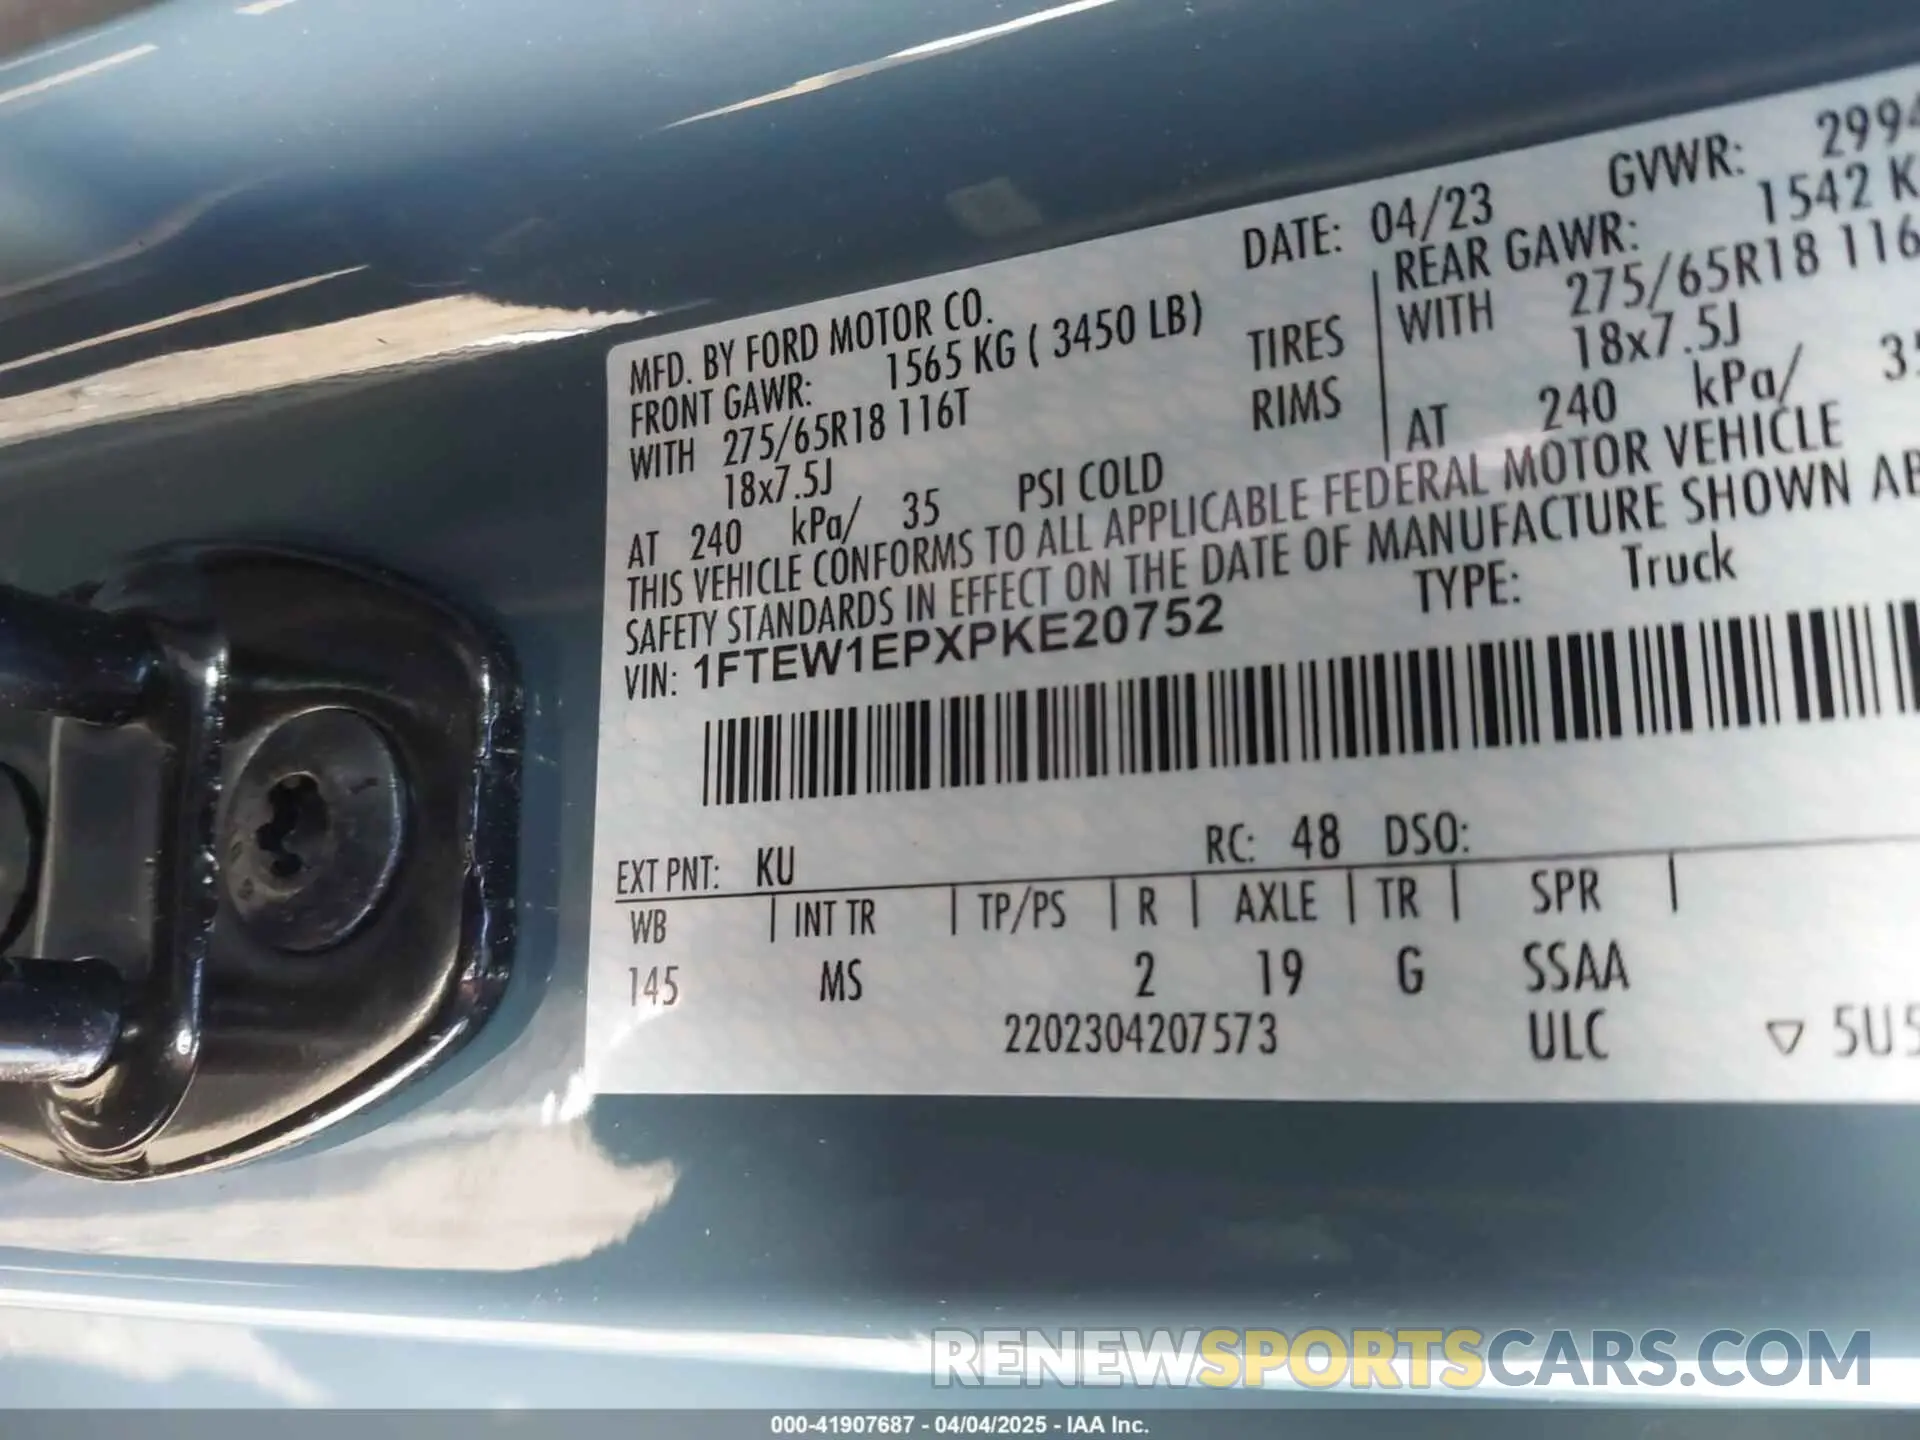 MFD. BY FORD MOTOR CO. DATE: 04/23 GVWR: 2994
FRONT GAWR: 1565 KG ( 3450 LB) REAR GAWR: 1542 K
WITH 275/65R18 116T TIRES WITH 275/65R18 116
18x7.5J RIMS 18x7.5J
AT 240 kPa/ 35 PSI COLD AT 240 kPa/ 35
THIS VEHICLE CONFORMS TO ALL APPLICABLE FEDERAL MOTOR VEHICLE
SAFETY STANDARDS IN EFFECT ON THE DATE OF MANUFACTURE SHOWN AB
VIN: 1FTEW1EPXPKE20752 TYPE: Truck
EXT PNT: KU RC: 48 DSO:
WB | INT TR | TP/PS | R | AXLE | TR | SPR |
145 MS 2 19 G SSAA
2202304207573 ULC ▽ 5U5
RENEWSPORTSCARS.COM
000-41907687 - 04/04/2025 - IAA Inc.